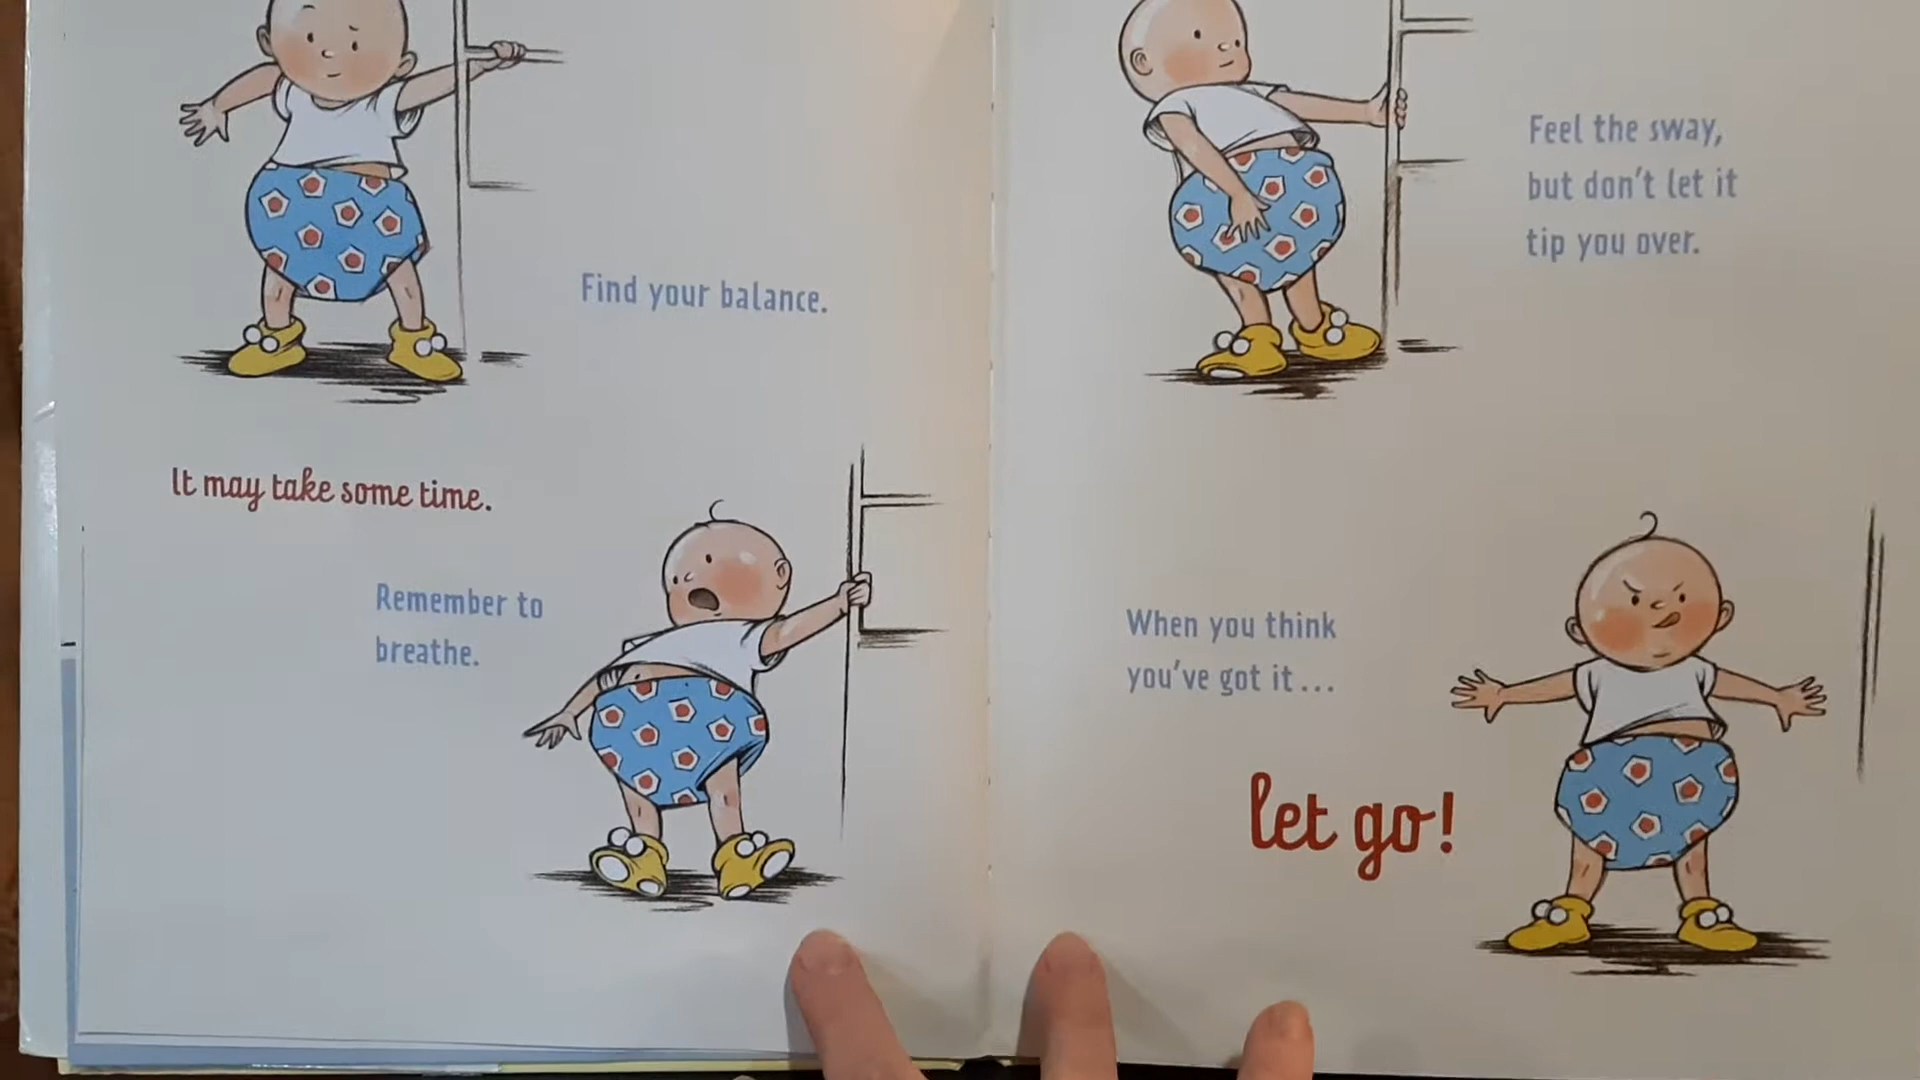 Find your balance.
It may take some time.
Remember to
breathe.
Feel the sway,
but don't let it
tip you over.
When you think
you've got it...
let go!